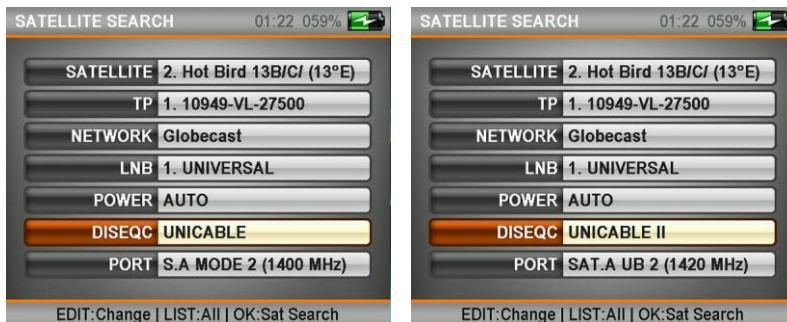 SATELLITE SEARCH 01:22 059%
SATELLITE 2. Hot Bird 13B/C/ (13°E)
TP 1. 10949-VL-27500
NETWORK Globecast
LNB 1. UNIVERSAL
POWER AUTO
DISEQC UNICABLE
PORT S.A MODE 2 (1400 MHz)
EDIT:Change | LIST:All | OK:Sat Search
SATELLITE SEARCH 01:22 059%
SATELLITE 2. Hot Bird 13B/C/ (13°E)
TP 1. 10949-VL-27500
NETWORK Globecast
LNB 1. UNIVERSAL
POWER AUTO
DISEQC UNICABLE II
PORT SAT.A UB 2 (1420 MHz)
EDIT:Change | LIST:All | OK:Sat Search